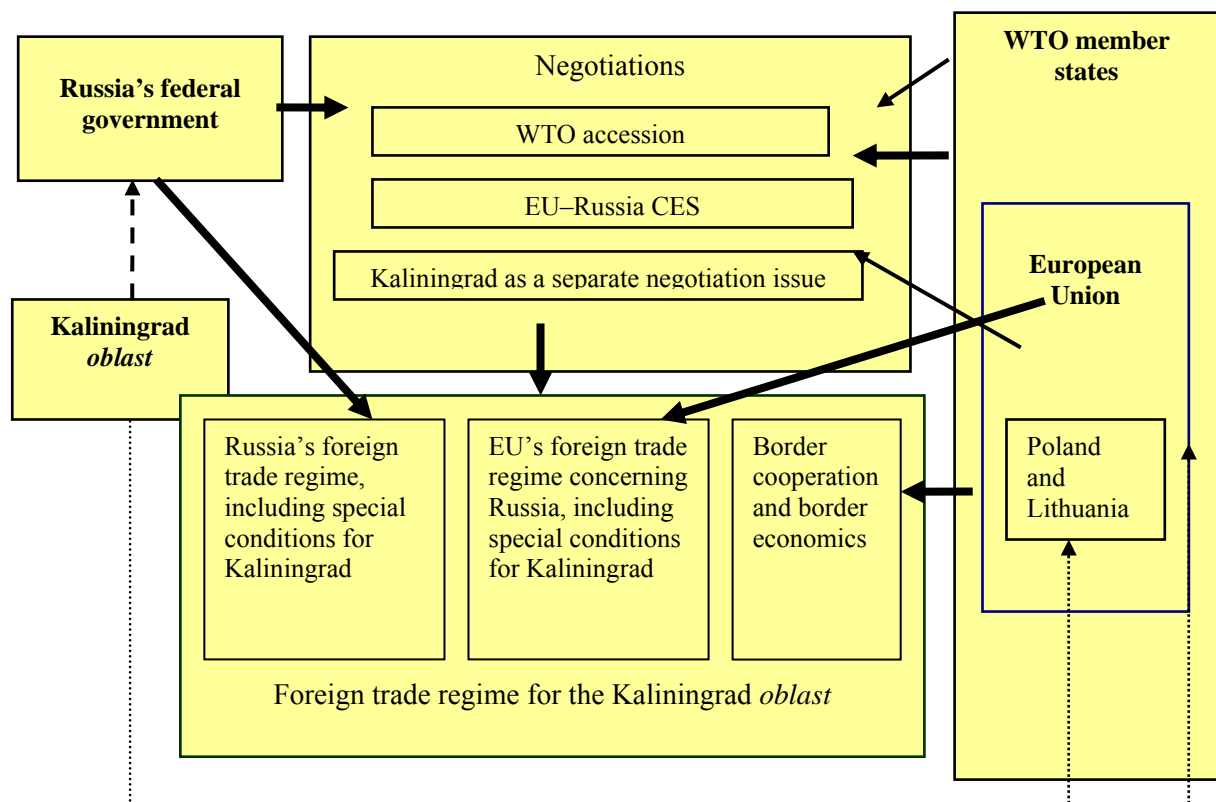 Russia’s federal
government
Negotiations
WTO accession
EU–Russia CES
Kaliningrad as a separate negotiation issue
WTO member
states
European
Union
Poland
and
Lithuania
Kaliningrad
oblast
Russia’s foreign
trade regime,
including special
conditions for
Kaliningrad
EU’s foreign trade
regime concerning
Russia, including
special conditions
for Kaliningrad
Border
cooperation
and border
economics
Foreign trade regime for the Kaliningrad oblast